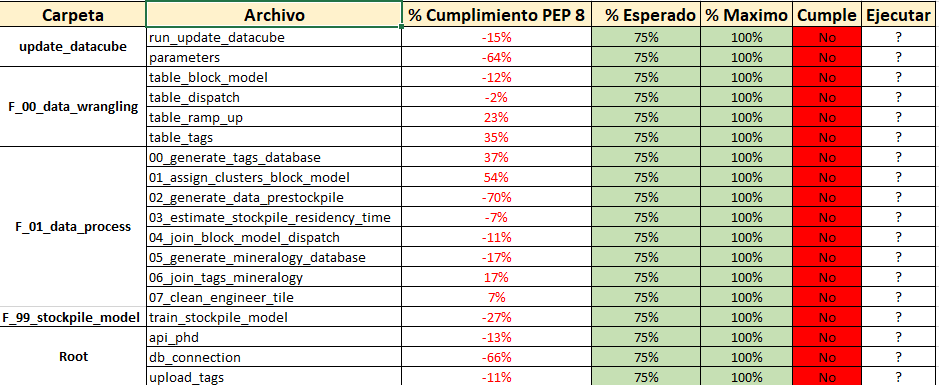 Carpeta Archivo % Cumplimiento PEP 8 % Esperado % Maximo Cumple Ejecutar
update_datacube run_update_datacube -15% 75% 100% No ?
parameters -64% 75% 100% No ?
F_00_data_wrangling table_block_model -12% 75% 100% No ?
table_dispatch -2% 75% 100% No ?
table_ramp_up 23% 75% 100% No ?
table_tags 35% 75% 100% No ?
F_01_data_process 00_generate_tags_database 37% 75% 100% No ?
01_assign_clusters_block_model 54% 75% 100% No ?
02_generate_data_prestockpile -70% 75% 100% No ?
03_estimate_stockpile_residency_time -7% 75% 100% No ?
04_join_block_model_dispatch -11% 75% 100% No ?
05_generate_mineralogy_database -17% 75% 100% No ?
06_join_tags_mineralogy 17% 75% 100% No ?
07_clean_engineer_tile 7% 75% 100% No ?
F_99_stockpile_model train_stockpile_model -27% 75% 100% No ?
Root api_phd -13% 75% 100% No ?
db_connection -66% 75% 100% No ?
upload_tags -11% 75% 100% No ?